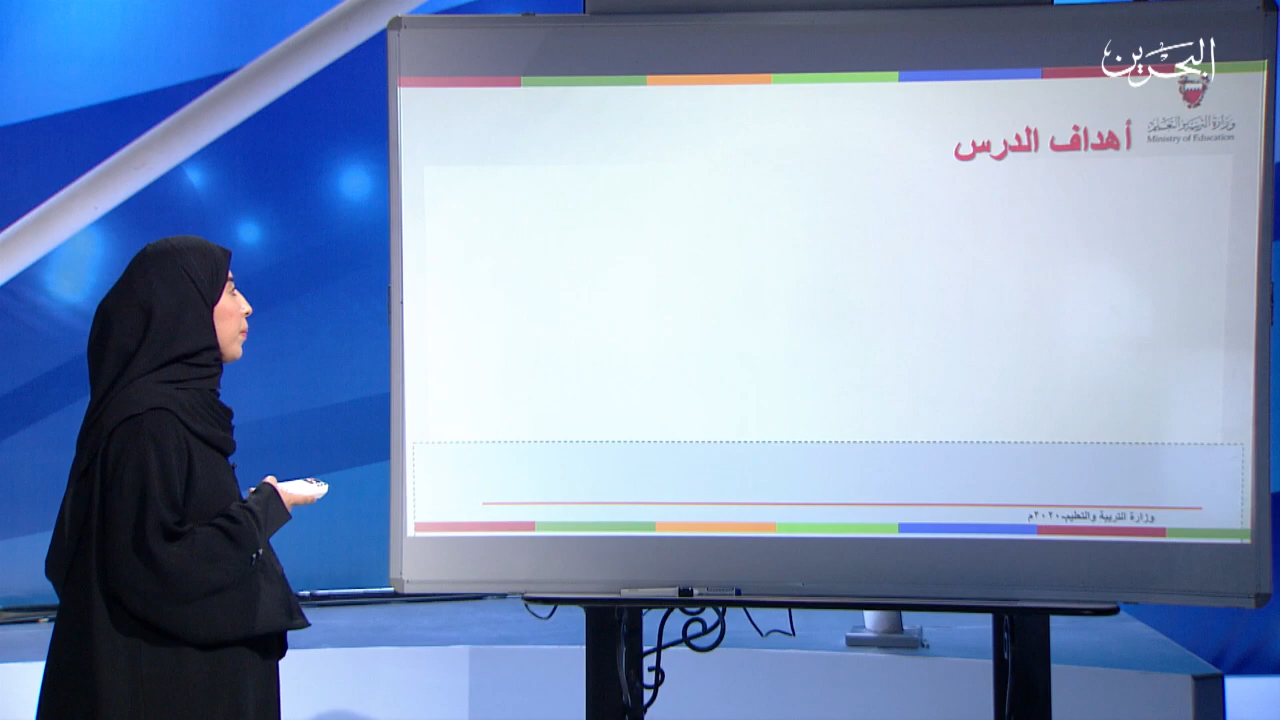 البحرين
وزارة التربية والتعليم
Ministry of Education
أهداف الدرس
وزارة التربية والتعليم-٢٠٢٠م